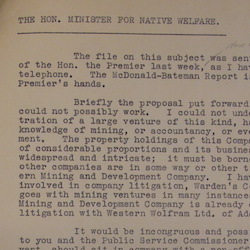 THE HON. MINISTER FOR NATIVE WELFARE.
The file on this subject was sen
of the Hon. the Premier last week, as I ha
telephone. The McDonald-Bateman Report i
Premier's hands.
Briefly the proposal put forward
could not possibly work. I could not un
tration of a large venture of this kind, h
knowledge of mining, or accountancy, or ev
ment. The property holdings of this Comp
of considerable proportions and its busine
widespread and intricate; it must be born
other companies are in some way or other
ern Mining and Development Company. I h
involved in company litigation, Warden's C
goes with mining ventures in many instanc
Mining and Development Company is already
litigation with Western Wolfram Ltd, of Ad
It would be incongruous and pos
to you and the Public Service Commissione